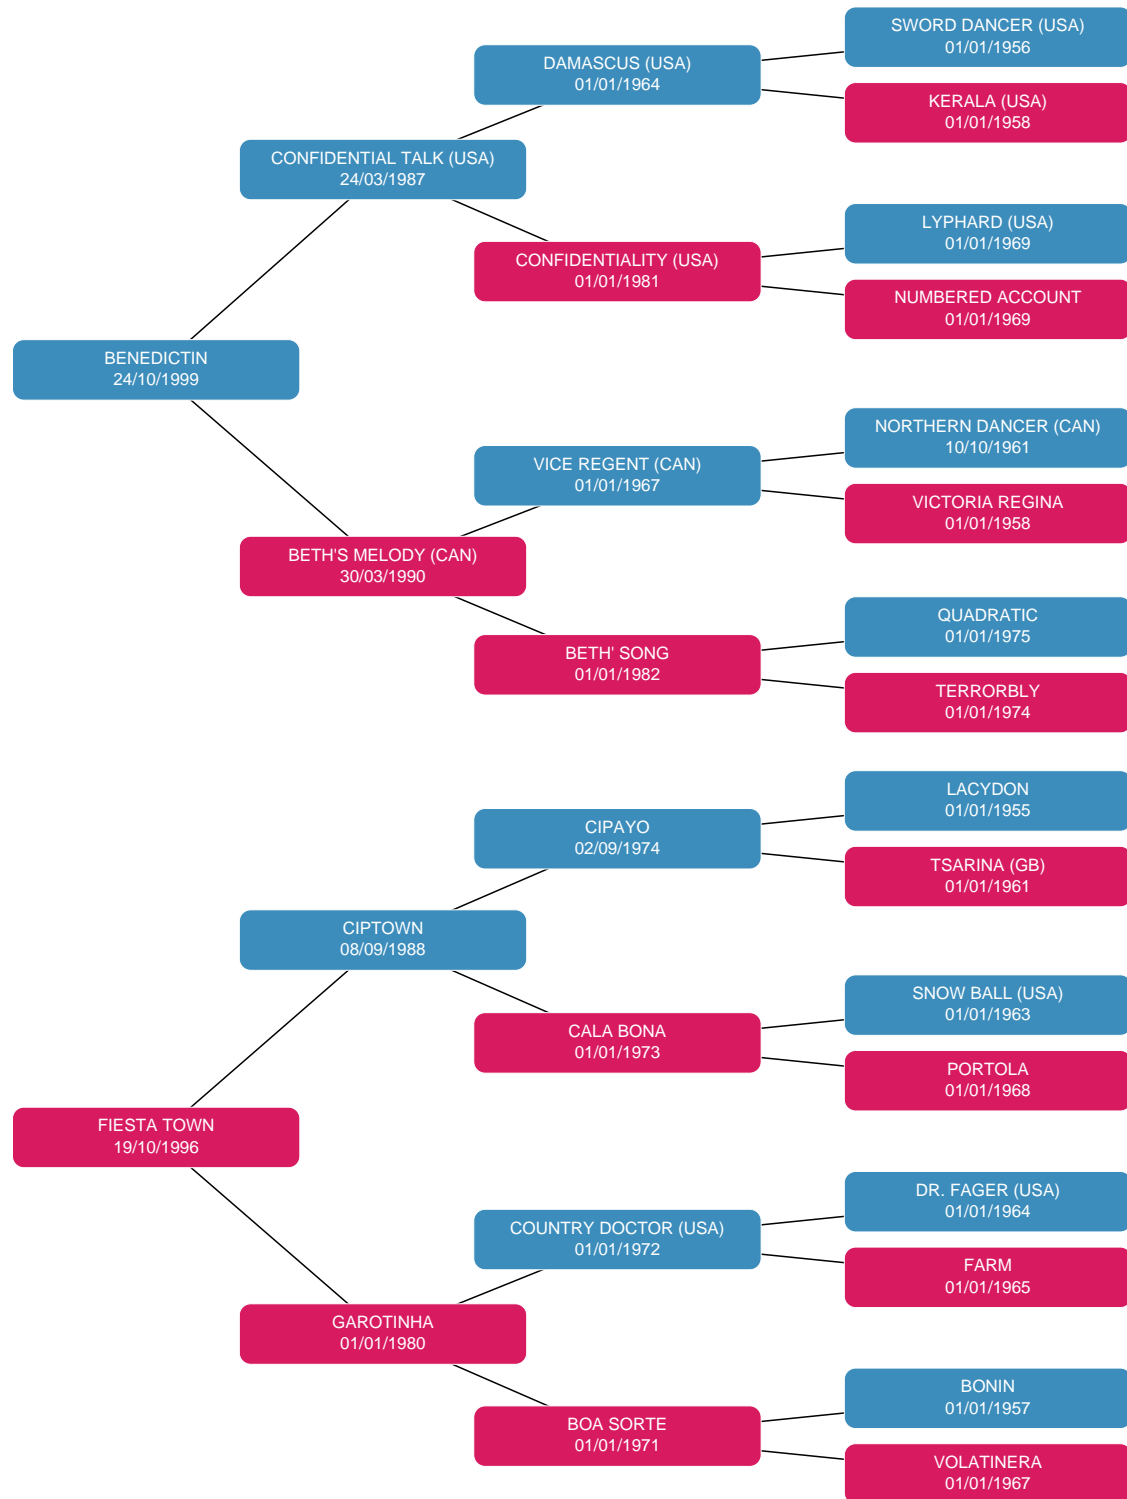 SWORD DANCER (USA)
01/01/1956
DAMASCUS (USA)
01/01/1964
KERALA (USA)
01/01/1958
CONFIDENTIAL TALK (USA)
24/03/1987
LYPHARD (USA)
01/01/1969
CONFIDENTIALITY (USA)
01/01/1981
NUMBERED ACCOUNT
01/01/1969
BENEDICTIN
24/10/1999
NORTHERN DANCER (CAN)
10/10/1961
VICE REGENT (CAN)
01/01/1967
VICTORIA REGINA
01/01/1958
BETH'S MELODY (CAN)
30/03/1990
QUADRATIC
01/01/1975
BETH' SONG
01/01/1982
TERRORBLY
01/01/1974
LACYDON
01/01/1955
CIPAYO
02/09/1974
TSARINA (GB)
01/01/1961
CIPTOWN
08/09/1988
SNOW BALL (USA)
01/01/1963
CALA BONA
01/01/1973
PORTOLA
01/01/1968
FIESTA TOWN
19/10/1996
DR. FAGER (USA)
01/01/1964
COUNTRY DOCTOR (USA)
01/01/1972
FARM
01/01/1965
GAROTINHA
01/01/1980
BONIN
01/01/1957
BOA SORTE
01/01/1971
VOLATINERA
01/01/1967